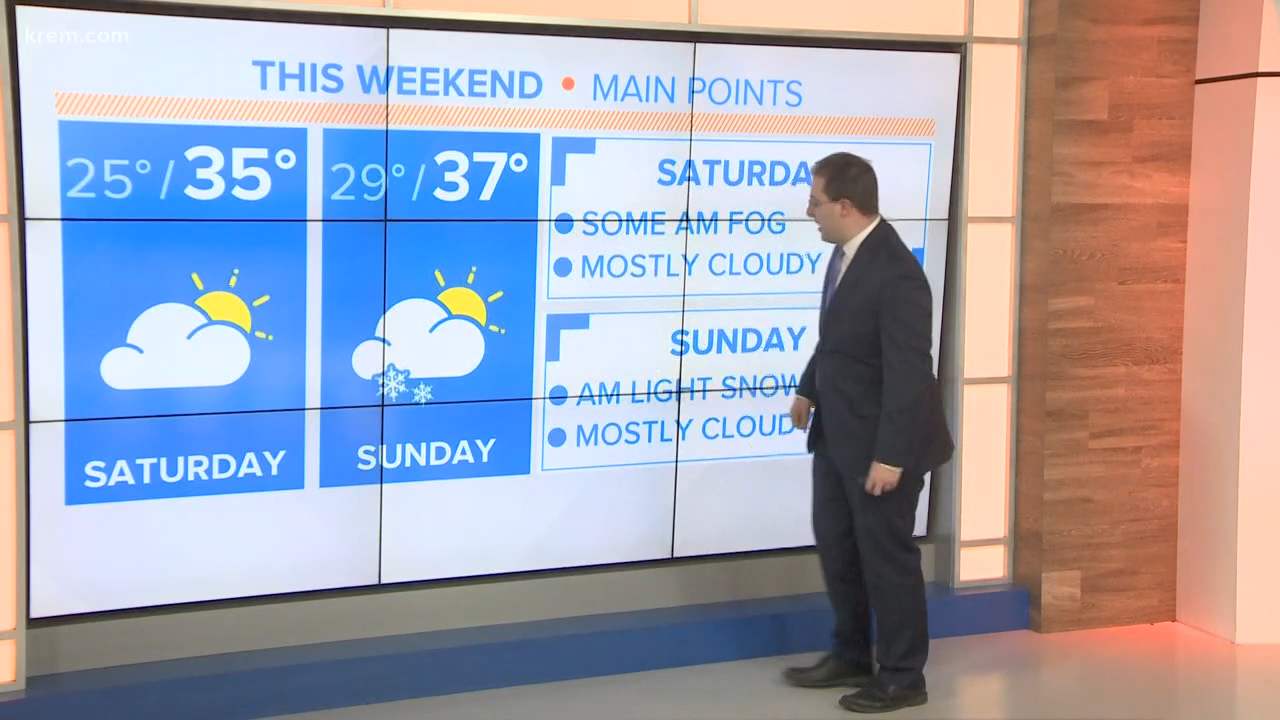 krem.com
THIS WEEKEND • MAIN POINTS
25°/35°
29°/37°
SATURDAY
SUNDAY
• SOME AM FOG
• MOSTLY CLOUDY
SUNDAY
• AM LIGHT SNOW
• MOSTLY
SATURDAY